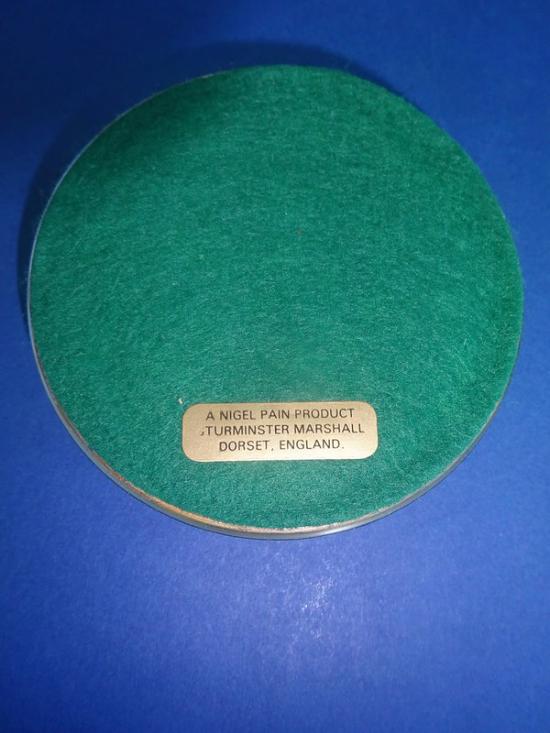 A NIGEL PAIN PRODUCT
STURMINSTER MARSHALL
DORSET, ENGLAND.